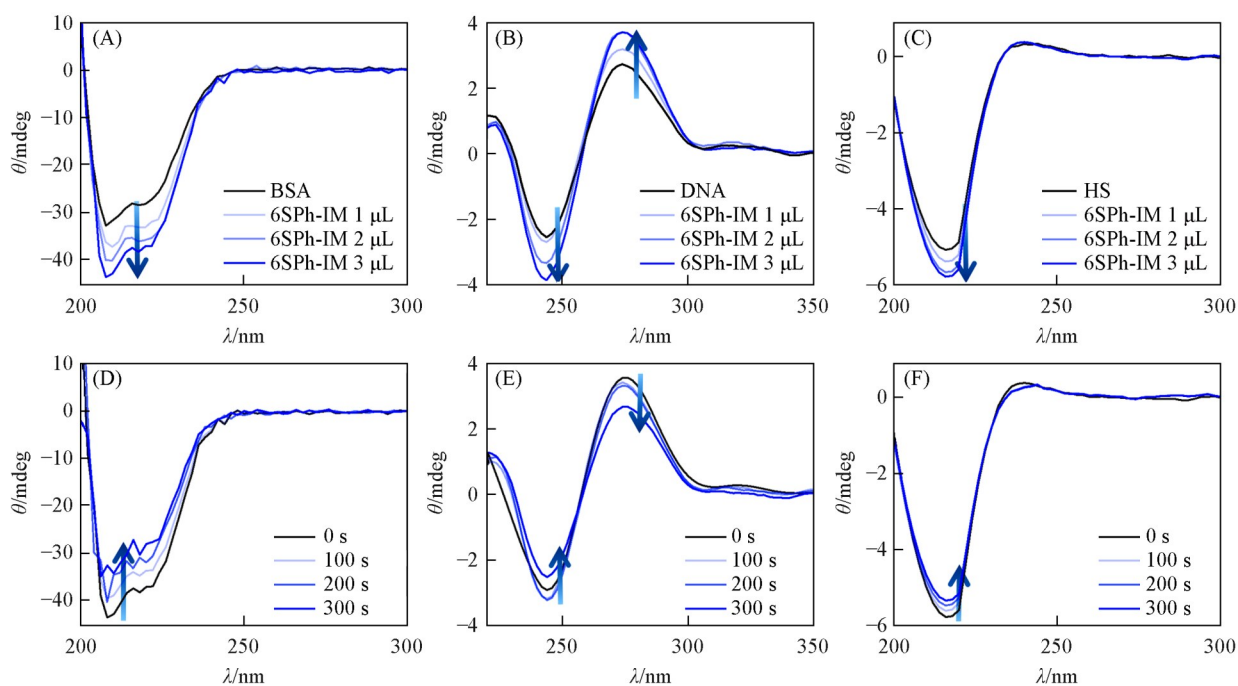 (A)
10
0
−10
−20
−30
−40
θ/mdeg
BSA
6SPh-IM 1 μL
6SPh-IM 2 μL
6SPh-IM 3 μL
200
250
300
λ/nm
(B)
4
2
0
−2
−4
θ/mdeg
DNA
6SPh-IM 1 μL
6SPh-IM 2 μL
6SPh-IM 3 μL
250
300
350
λ/nm
(C)
0
−2
−4
−6
θ/mdeg
HS
6SPh-IM 1 μL
6SPh-IM 2 μL
6SPh-IM 3 μL
200
250
300
λ/nm
(D)
10
0
−10
−20
−30
−40
θ/mdeg
0 s
100 s
200 s
300 s
200
250
300
λ/nm
(E)
4
2
0
−2
−4
θ/mdeg
0 s
100 s
200 s
300 s
250
300
350
λ/nm
(F)
0
−2
−4
−6
θ/mdeg
0 s
100 s
200 s
300 s
200
250
300
λ/nm